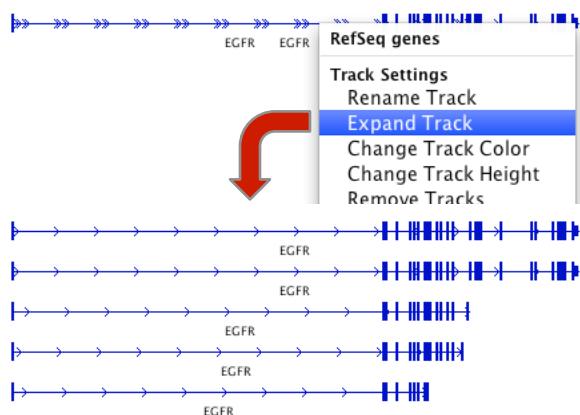 EGFR EGFR
RefSeq genes
Track Settings
Rename Track
Expand Track
Change Track Color
Change Track Height
Remove Tracks
EGFR
EGFR
EGFR
EGFR
EGFR